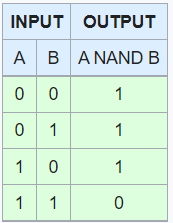 INPUT OUTPUT
A B A NAND B
0 0 1
0 1 1
1 0 1
1 1 0